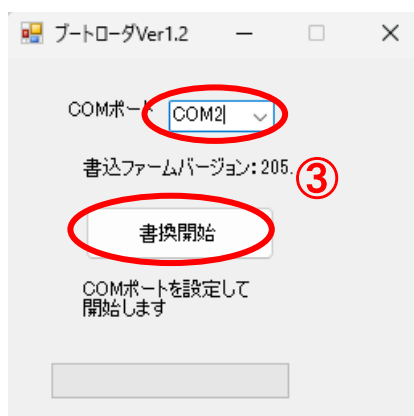 ブートローダVer1.2
COMポート COM2
書込ファームバージョン: 205.
③
書換開始
COMポートを設定して
開始します